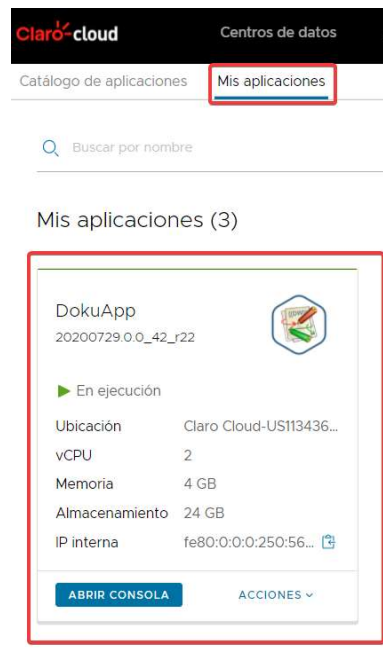 Claro-cloud Centros de datos
Catálogo de aplicaciones Mis aplicaciones
Buscar por nombre
Mis aplicaciones (3)
DokuApp
20200729.0.0_42_r22
En ejecución
Ubicación Claro Cloud-US113436...
vCPU 2
Memoria 4 GB
Almacenamiento 24 GB
IP interna fe80:0:0:0:250:56...
ABRIR CONSOLA ACCIONES